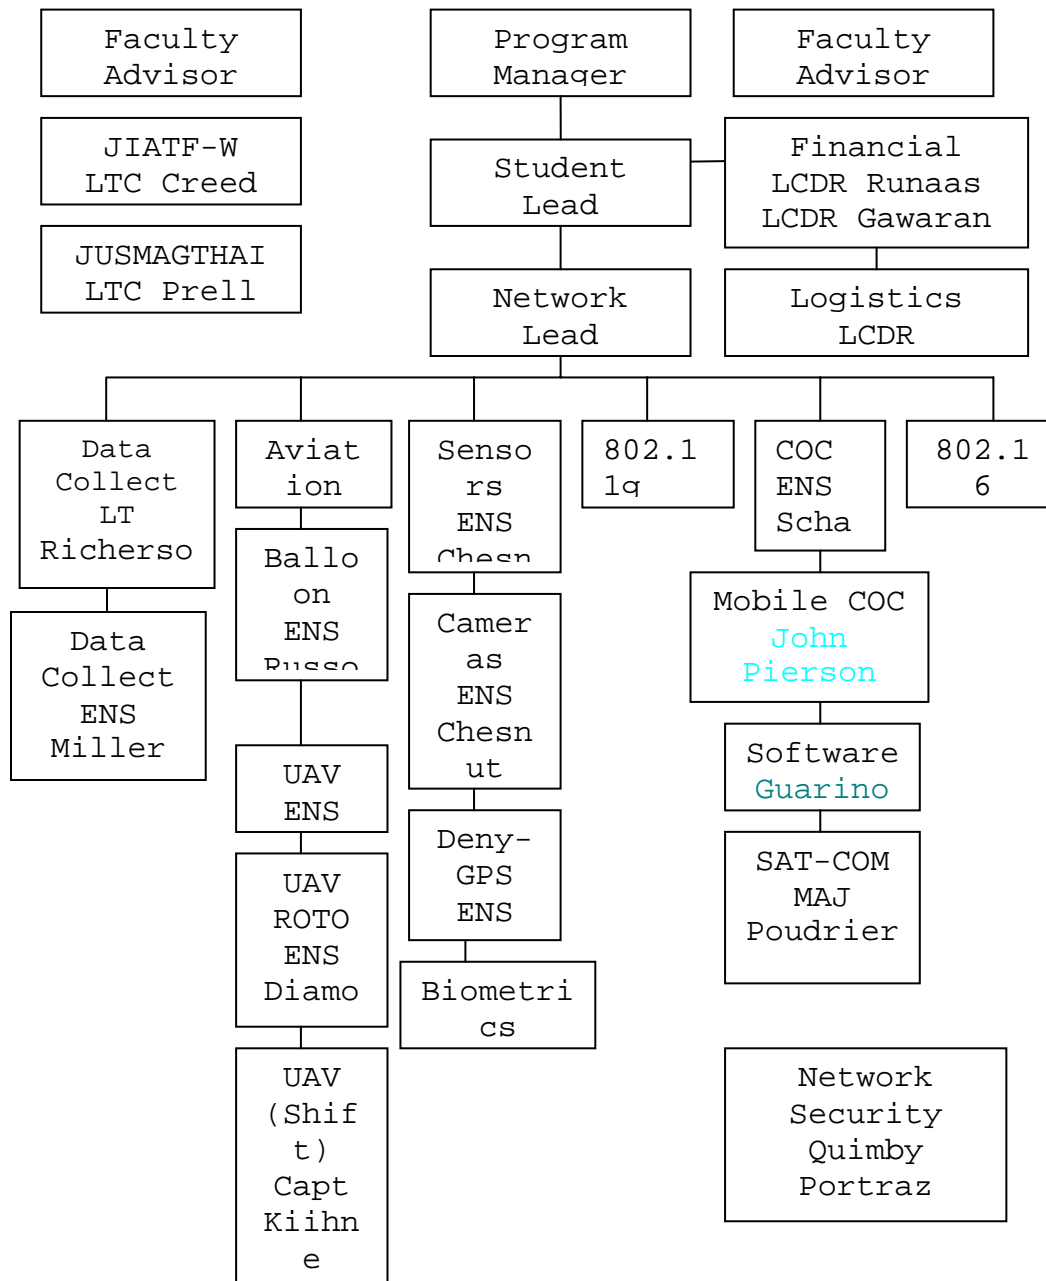 Faculty
Advisor
Program
Manager
Faculty
Advisor
JIATF-W
LTC Creed
Student
Lead
Financial
LCDR Runaas
LCDR Gawaran
JUSMAGTHAI
LTC Prell
Network
Lead
Logistics
LCDR
Data
Collect
LT
Richerso
Aviat
ion
Senso
rs
ENS
Chesn
802.1
1g
COC
ENS
Scha
802.1
6
Data
Collect
ENS
Miller
Ballo
on
ENS
Russo
Camer
as
ENS
Chesn
ut
Mobile COC
John
Pierson
UAV
ENS
Software
Guarino
Deny-
GPS
ENS
SAT-COM
MAJ
Poudrier
UAV
ROTO
ENS
Diamo
Biometri
cs
UAV
(Shif
t)
Capt
Kiihn
e
Network
Security
Quimby
Portraz